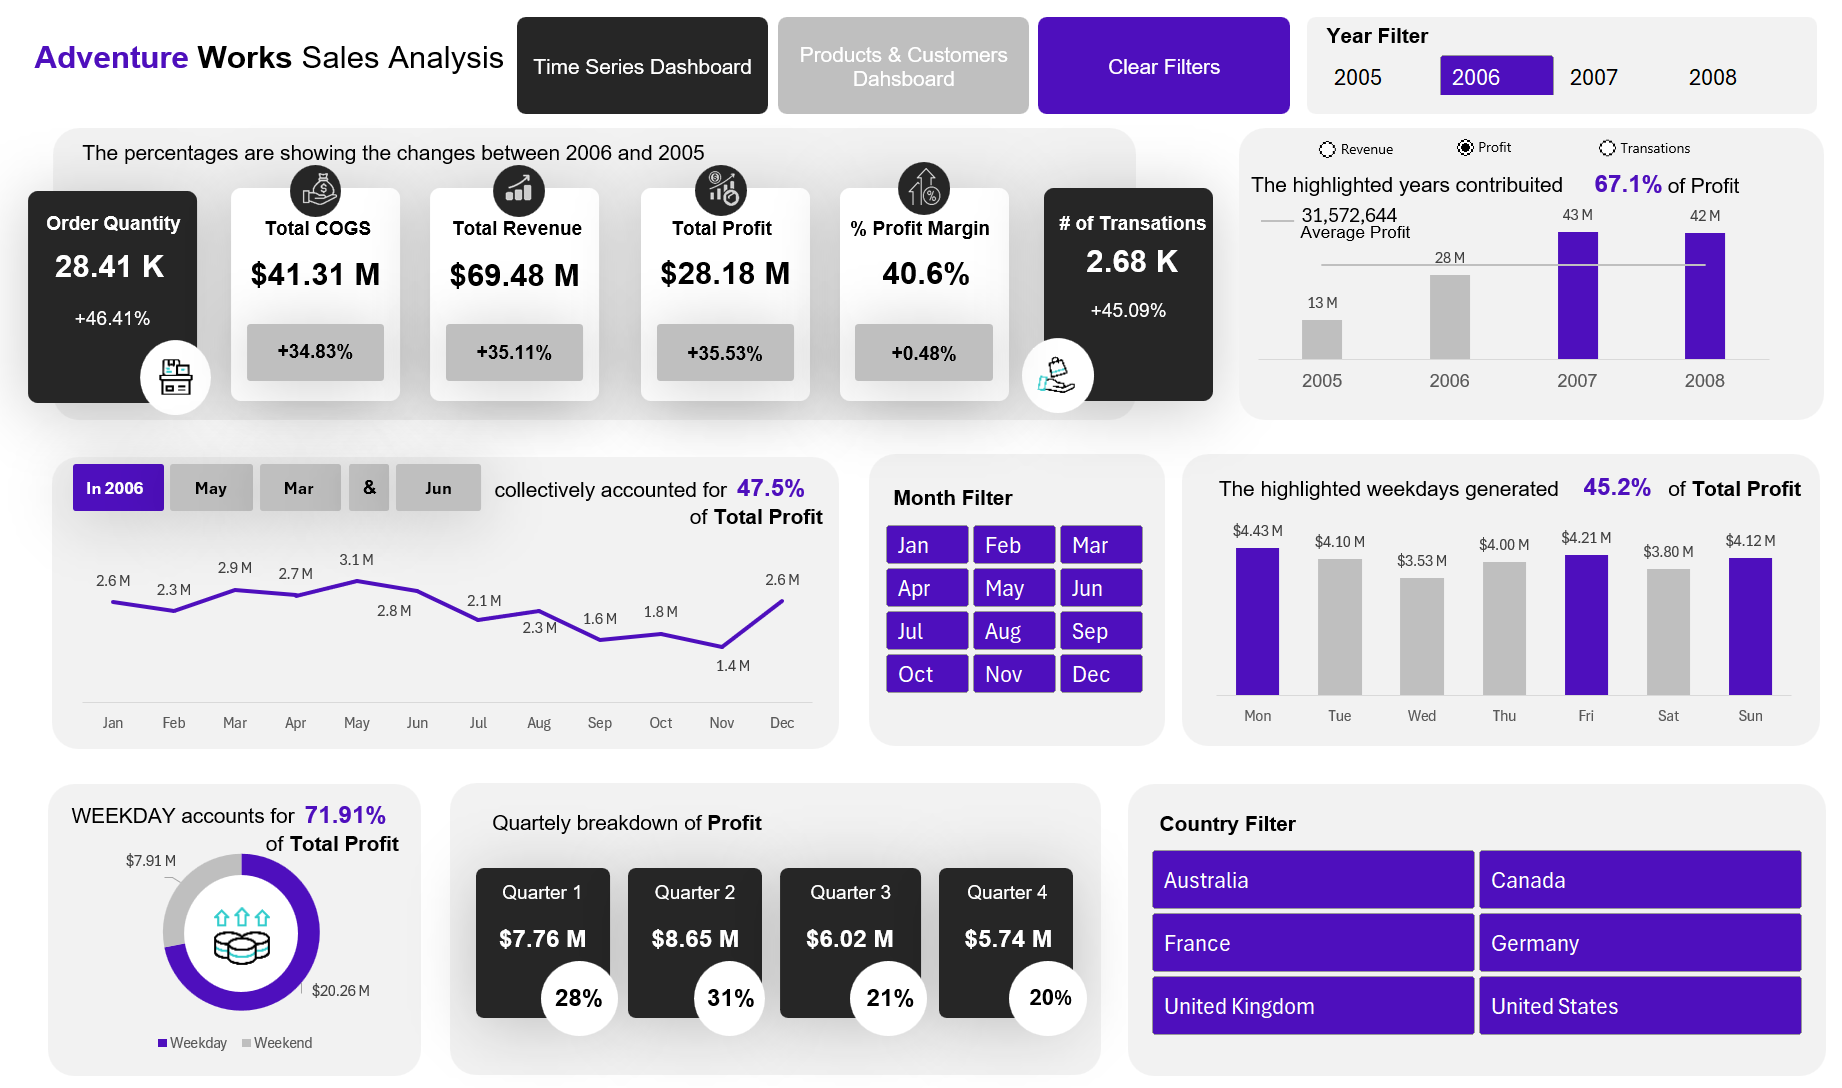 Adventure Works Sales Analysis
Time Series Dashboard
Products & Customers
Dahsboard
Clear Filters
Year Filter
2005
2006
2007
2008
The percentages are showing the changes between 2006 and 2005
Order Quantity
28.41 K
+46.41%
Total COGS
$41.31 M
+34.83%
Total Revenue
$69.48 M
+35.11%
Total Profit
$28.18 M
+35.53%
% Profit Margin
40.6%
+0.48%
# of Transations
2.68 K
+45.09%
Revenue
Profit
Transations
The highlighted years contribuited 67.1% of Profit
31,572,644
Average Profit
13 M
28 M
43 M
42 M
2005
2006
2007
2008
In 2006
May
Mar
&
Jun
collectively accounted for 47.5%
of Total Profit
2.6 M
2.3 M
2.9 M
2.7 M
3.1 M
2.8 M
2.1 M
2.3 M
1.6 M
1.8 M
1.4 M
2.6 M
Jan
Feb
Mar
Apr
May
Jun
Jul
Aug
Sep
Oct
Nov
Dec
Month Filter
Jan
Feb
Mar
Apr
May
Jun
Jul
Aug
Sep
Oct
Nov
Dec
The highlighted weekdays generated 45.2% of Total Profit
$4.43 M
$4.10 M
$3.53 M
$4.00 M
$4.21 M
$3.80 M
$4.12 M
Mon
Tue
Wed
Thu
Fri
Sat
Sun
WEEKDAY accounts for 71.91%
of Total Profit
$7.91 M
$20.26 M
Weekday
Weekend
Quartely breakdown of Profit
Quarter 1
$7.76 M
28%
Quarter 2
$8.65 M
31%
Quarter 3
$6.02 M
21%
Quarter 4
$5.74 M
20%
Country Filter
Australia
Canada
France
Germany
United Kingdom
United States